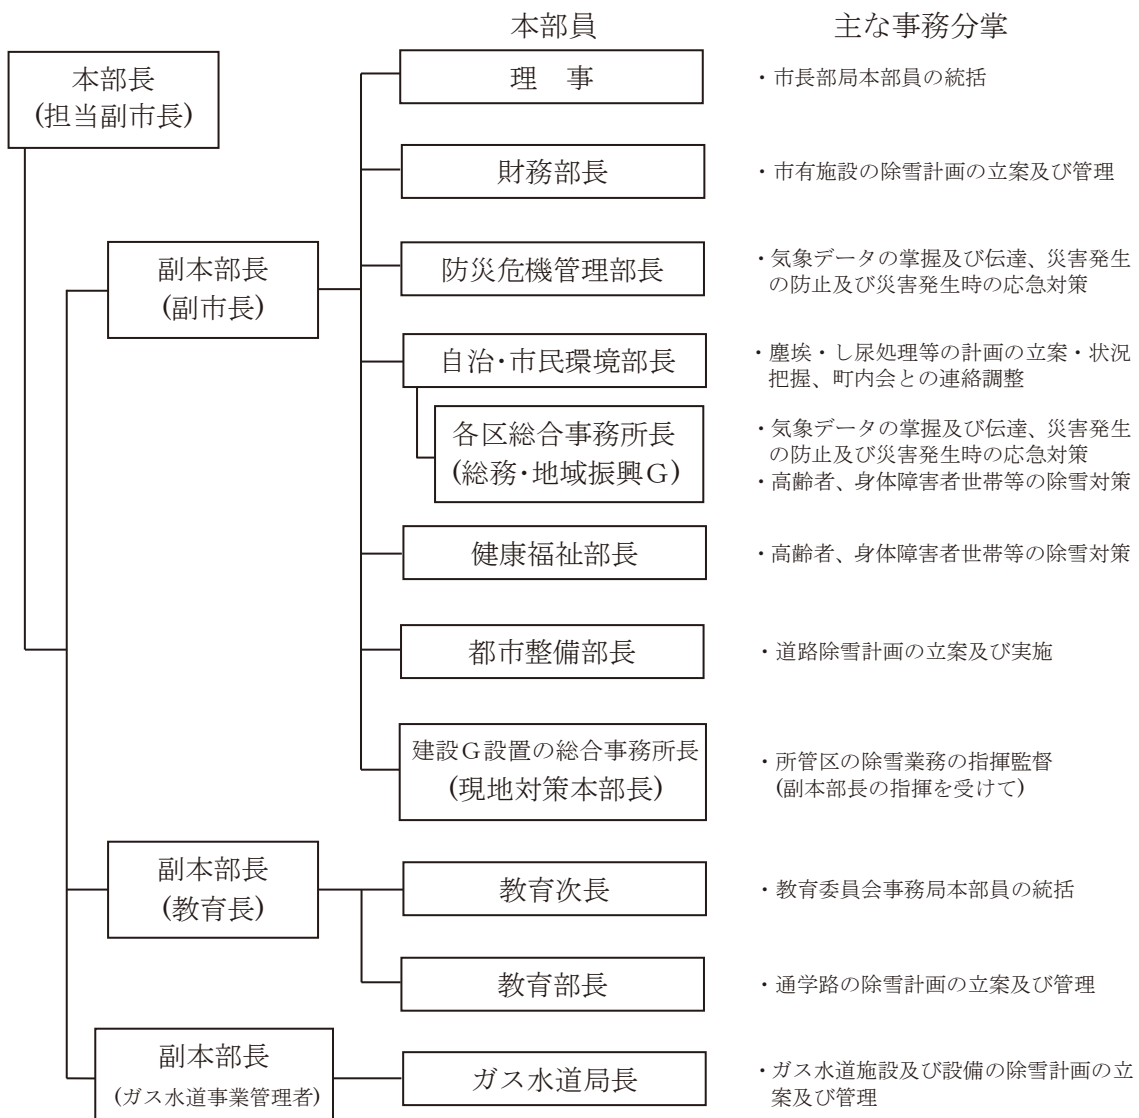 本部員
主な事務分掌
本部長
(担当副市長)
理　事
・市長部局本部員の統括
財務部長
・市有施設の除雪計画の立案及び管理
副本部長
(副市長)
防災危機管理部長
・気象データの掌握及び伝達、災害発生
の防止及び災害発生時の応急対策
自治・市民環境部長
・塵埃・し尿処理等の計画の立案・状況
把握、町内会との連絡調整
各区総合事務所長
(総務・地域振興Ｇ)
・気象データの掌握及び伝達、災害発生
の防止及び災害発生時の応急対策
・高齢者、身体障害者世帯等の除雪対策
健康福祉部長
・高齢者、身体障害者世帯等の除雪対策
都市整備部長
・道路除雪計画の立案及び実施
建設Ｇ設置の総合事務所長
(現地対策本部長)
・所管区の除雪業務の指揮監督
(副本部長の指揮を受けて)
副本部長
(教育長)
教育次長
・教育委員会事務局本部員の統括
教育部長
・通学路の除雪計画の立案及び管理
副本部長
(ガス水道事業管理者)
ガス水道局長
・ガス水道施設及び設備の除雪計画の立
案及び管理